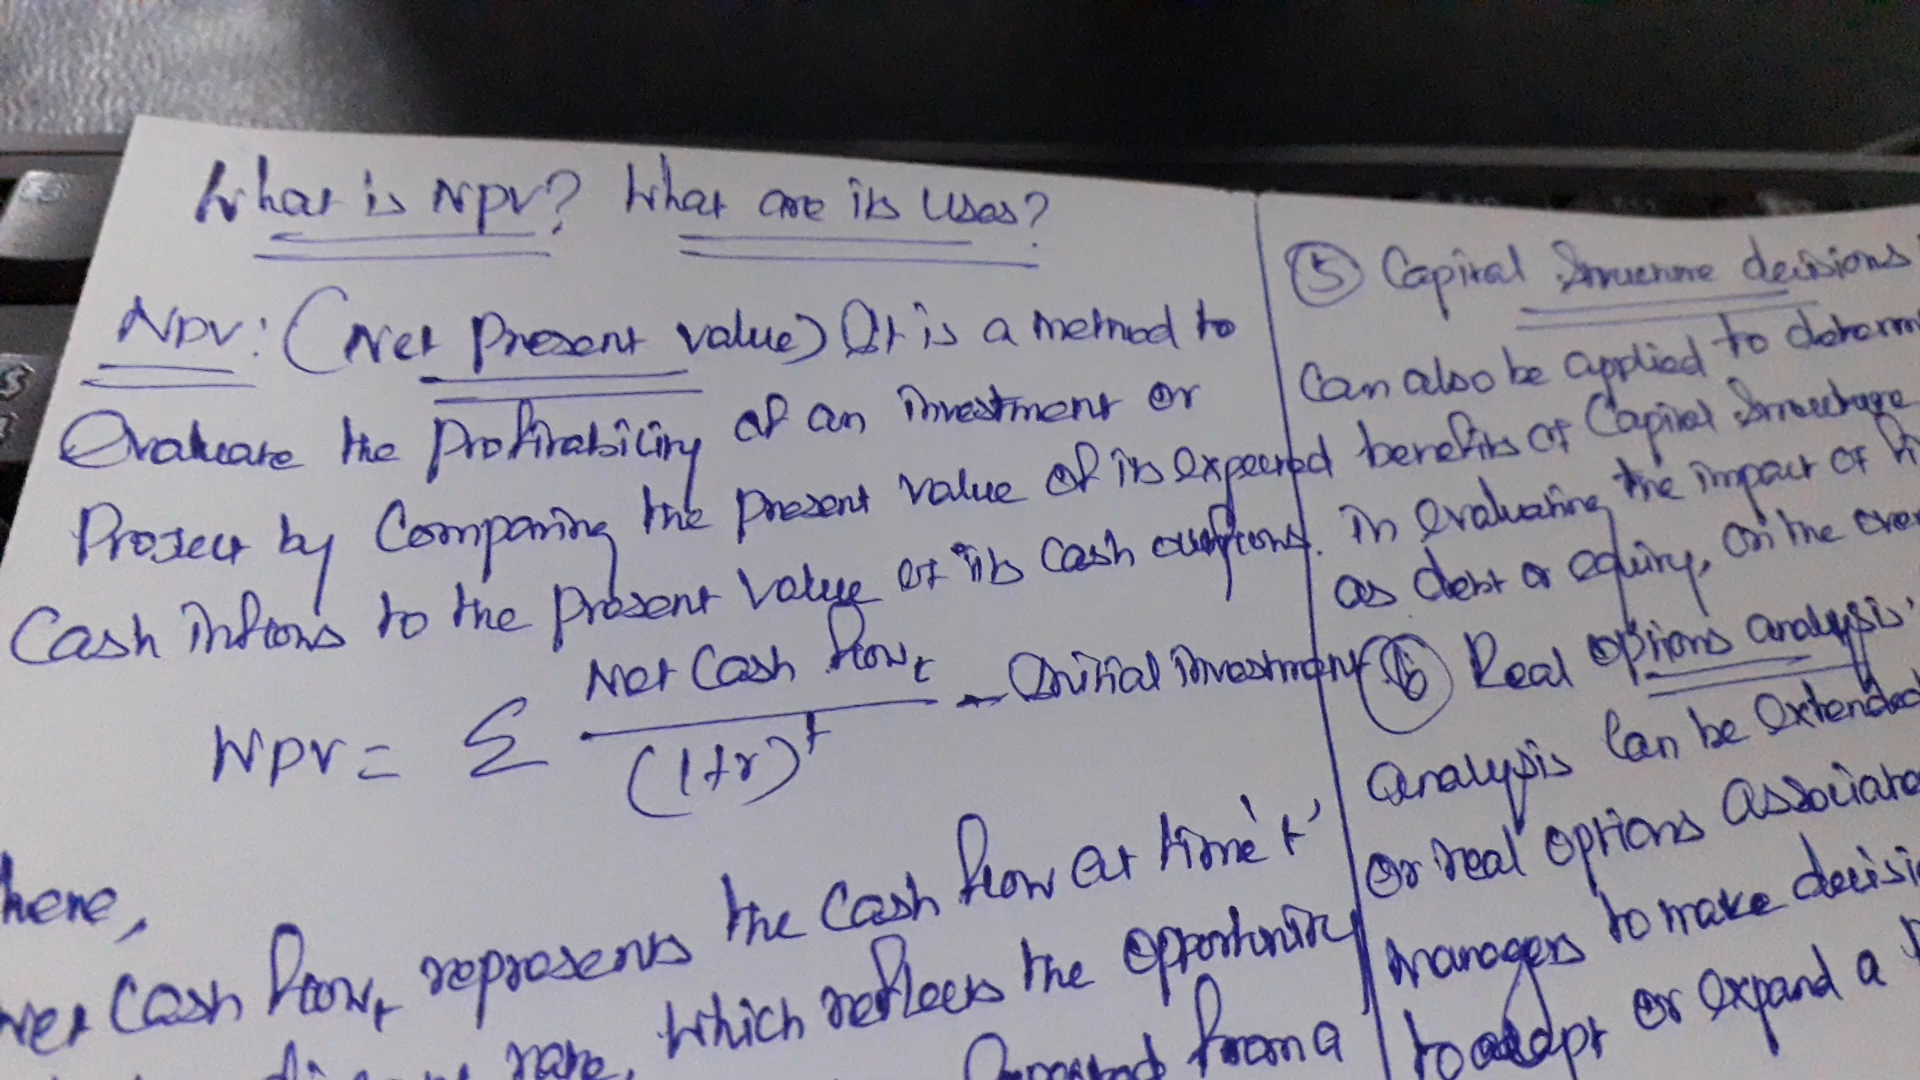 What is NPV? What are its Uses?
NPV: (Net Present value) It is a method to
Evaluate the Profitability of an investment or
Project by Comparing the present value of its expected
Cash inflows to the present value of its cash outflows.
NPV = Σ Net Cash flow_t / (1+r)^t - Initial investment
here,
Net Cash flow_t represents the cash flow at time 't'
rate, which reflects the opportunity
from a
⑤ Capital Structure decisions
Can also be applied to
benefits of Capital Structure
in evaluating the impact of
as debt or equity, on the
⑥ Real options analysis
analysis can be extended
or real options
managers to make
to adapt or expand a